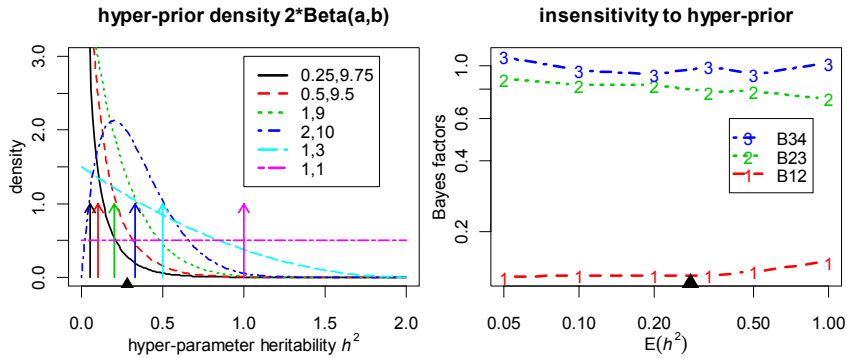 hyper-prior density 2*Beta(a,b)
density
0.0
1.0
2.0
3.0
0.25,9.75
0.5,9.5
1,9
2,10
1,3
1,1
0.0
0.5
1.0
1.5
2.0
hyper-parameter heritability h²
insensitivity to hyper-prior
Bayes factors
0.2
0.6
1.0
3 3 3 3 3 3
2 2 2 2 2 2
3 B34
2 B23
1 B12
1 1 1 1 1 1
0.05
0.10
0.20
0.50
1.00
E(h²)